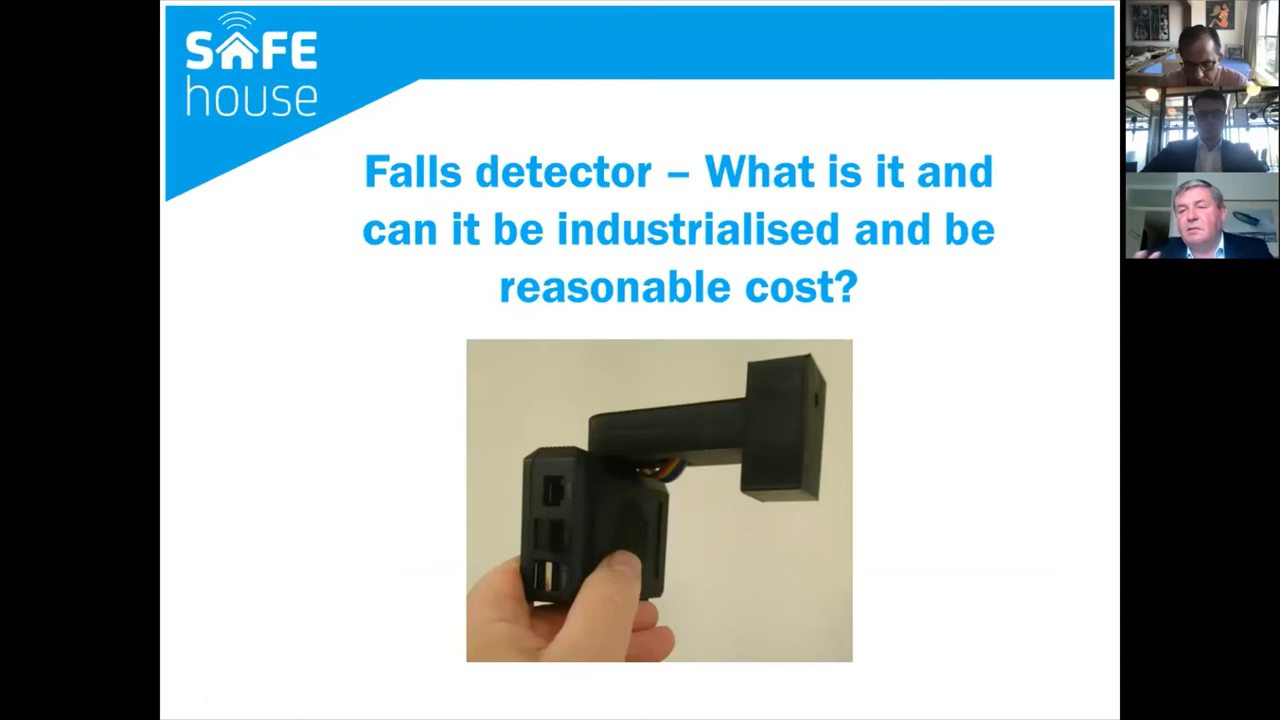 SAFE
house
Falls detector – What is it and
can it be industrialised and be
reasonable cost?